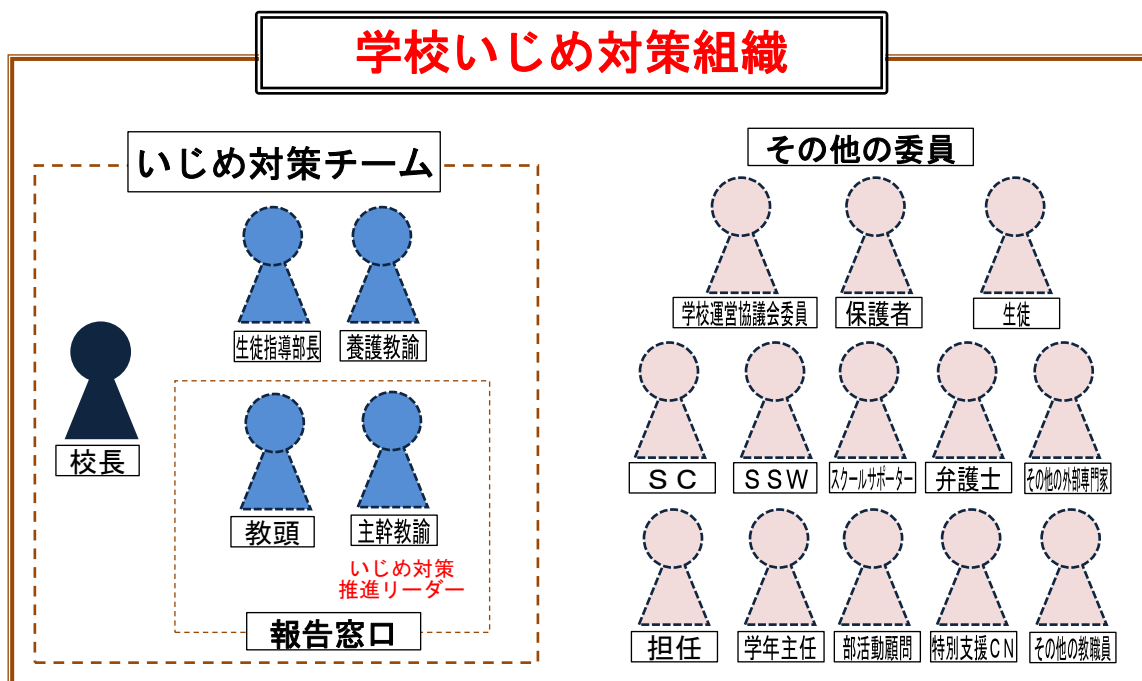 学校いじめ対策組織
いじめ対策チーム
生徒指導部長
養護教諭
校長
教頭
主幹教諭
いじめ対策
推進リーダー
報告窓口
その他の委員
学校運営協議会委員
保護者
生徒
ＳＣ
ＳＳＷ
スクールサポーター
弁護士
その他の外部専門家
担任
学年主任
部活動顧問
特別支援ＣＮ
その他の教職員